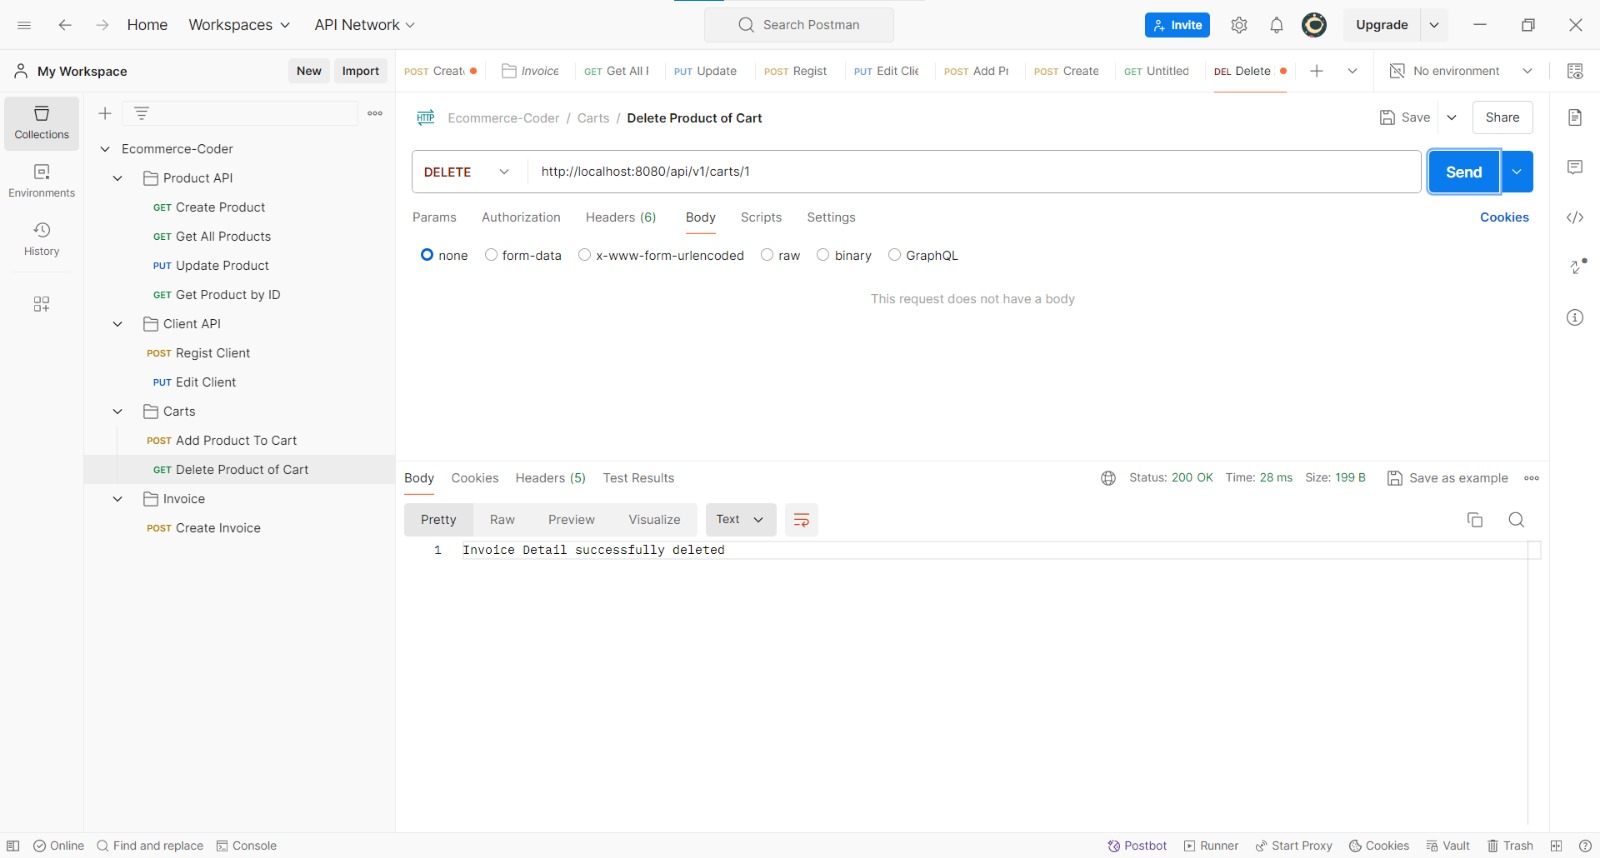 Home Workspaces API Network Search Postman Invite Upgrade
My Workspace New Import POST Creat GET Invoice GET Get All I PUT Update POST Regist PUT Edit Clie POST Add Pr POST Create GET Untitled DEL Delete No environment
Collections
Environments
History
Ecommerce-Coder
Product API
GET Create Product
GET Get All Products
PUT Update Product
GET Get Product by ID
Client API
POST Regist Client
PUT Edit Client
Carts
POST Add Product To Cart
GET Delete Product of Cart
Invoice
POST Create Invoice
HTTP Ecommerce-Coder / Carts / Delete Product of Cart Save Share
DELETE http://localhost:8080/api/v1/carts/1 Send
Params Authorization Headers (6) Body Scripts Settings Cookies
none form-data x-www-form-urlencoded raw binary GraphQL
This request does not have a body
Body Cookies Headers (5) Test Results Status: 200 OK Time: 28 ms Size: 199 B Save as example
Pretty Raw Preview Visualize Text
1 Invoice Detail successfully deleted
Online Find and replace Console Postbot Runner Start Proxy Cookies Vault Trash